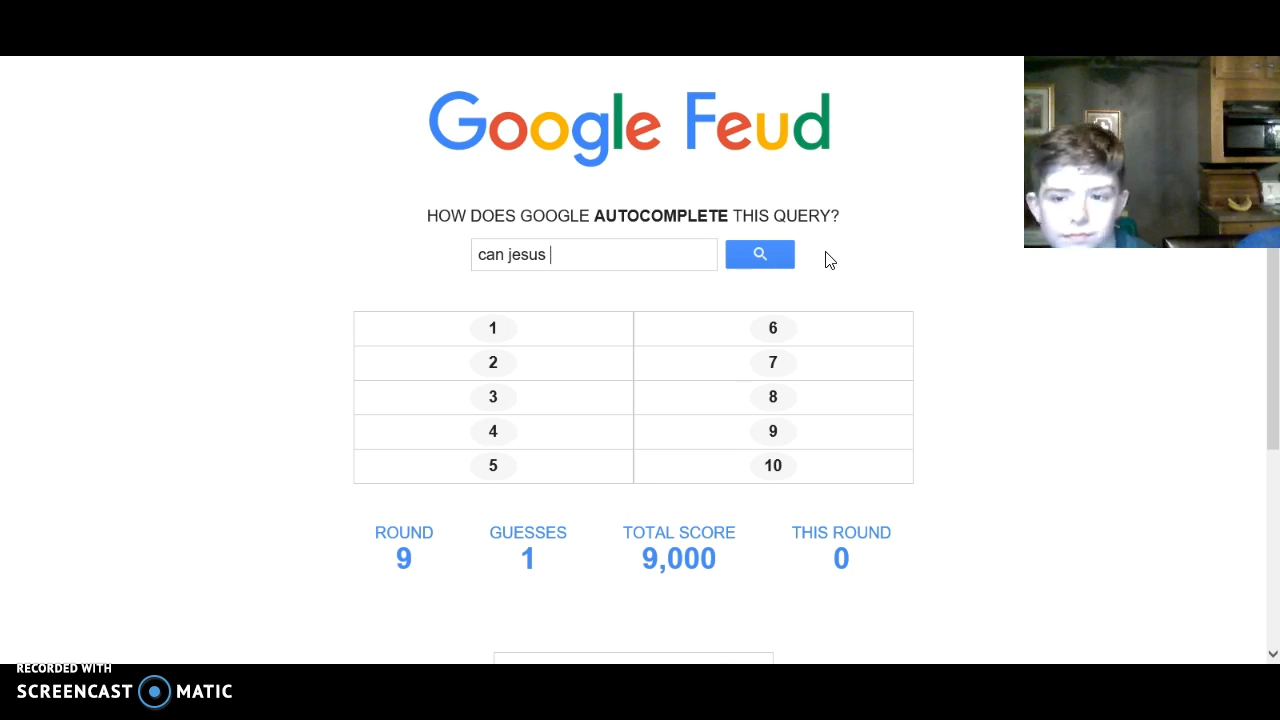 Google Feud
HOW DOES GOOGLE AUTOCOMPLETE THIS QUERY?
can jesus
1 6
2 7
3 8
4 9
5 10
ROUND GUESSES TOTAL SCORE THIS ROUND
9 1 9,000 0
RECORDED WITH
SCREENCAST MATIC